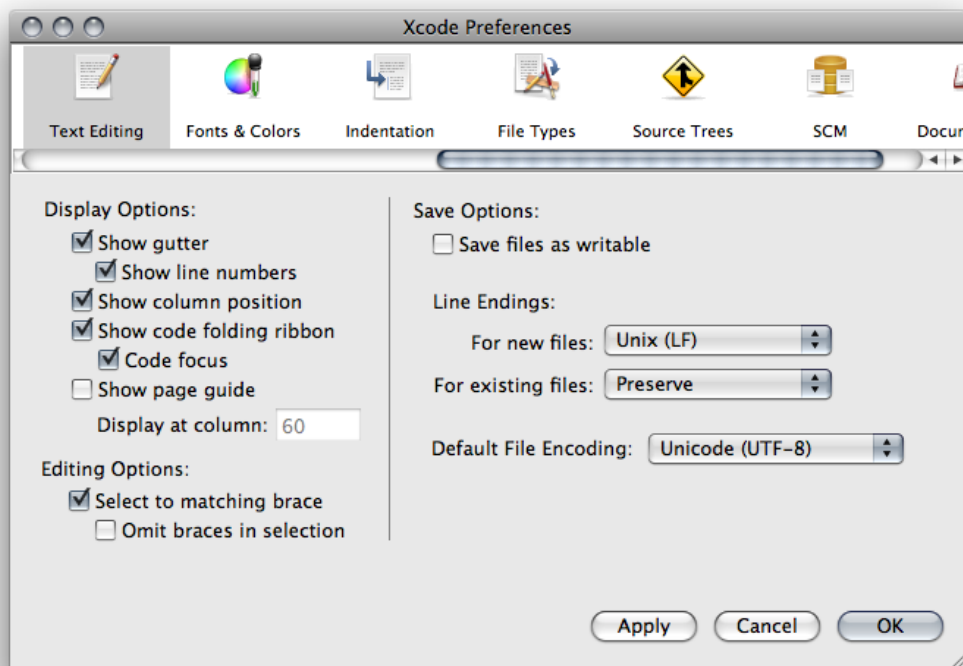 Xcode Preferences
Text Editing
Fonts & Colors
Indentation
File Types
Source Trees
SCM
Display Options:
Show gutter
Show line numbers
Show column position
Show code folding ribbon
Code focus
Show page guide
Display at column: 60
Editing Options:
Select to matching brace
Omit braces in selection
Save Options:
Save files as writable
Line Endings:
For new files: Unix (LF)
For existing files: Preserve
Default File Encoding: Unicode (UTF-8)
Apply
Cancel
OK